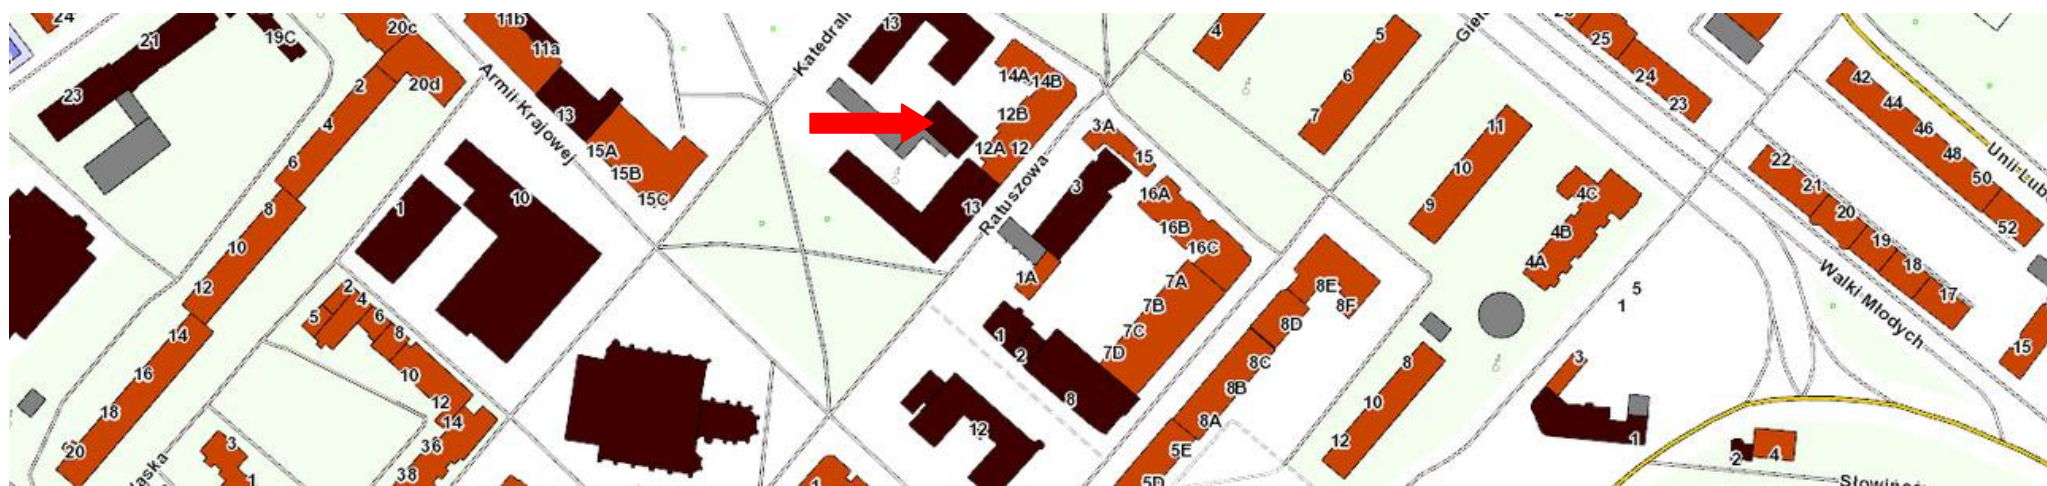 24
21
19C
23
20c
20d
2
4
6
8
10
12
14
16
18
20
11b
11a
13
15A
15B
15C
Armii Krajowej
1
10
2
4
5
6
8
10
12
14
36
38
3
1
Katedral
13
14A
14B
12B
12A
12
13
Ratuszowa
3A
15
3
1A
16A
16B
16C
7A
7B
7C
7D
1
2
8
12
1
4
5
6
7
11
10
9
8E
8F
8D
8C
8B
8A
5E
5D
8
10
12
4C
4B
4A
5
1
3
1
2
4
25
24
23
22
21
20
19
18
17
15
Walki Młodych
42
44
46
48
50
52
Unii Lub